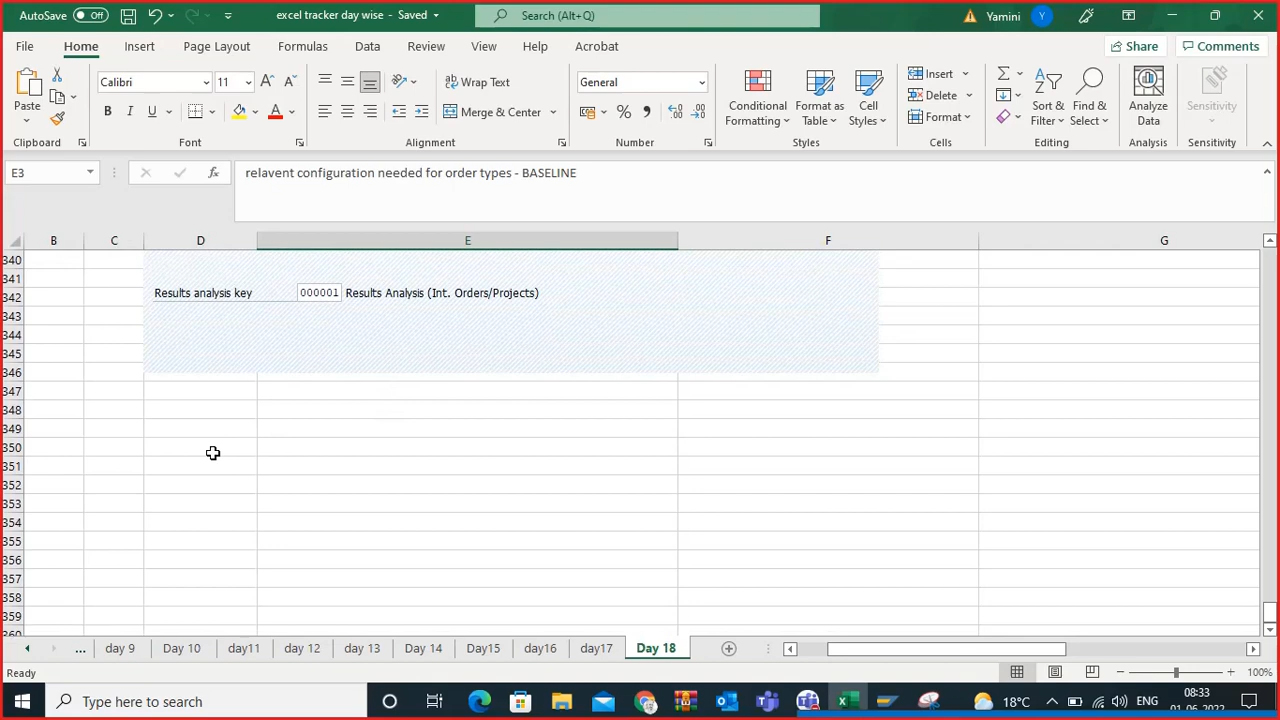 AutoSave Off excel tracker day wise - Saved Search (Alt+Q) Yamini Y
File Home Insert Page Layout Formulas Data Review View Help Acrobat Share Comments
Paste Calibri 11 B I U A Wrap Text Merge & Center General % Conditional Formatting Format as Table Cell Styles Insert Delete Format Sort & Filter Find & Select Analyze Data Sensitivity
Clipboard Font Alignment Number Styles Cells Editing Analysis Sensitivity
E3 fx relavent configuration needed for order types - BASELINE
B C D E F G
340
341
Results analysis key 000001 Results Analysis (Int. Orders/Projects)
342
343
344
345
346
347
348
349
350
351
352
353
354
355
356
357
358
359
360
... day 9 Day 10 day11 day 12 day 13 Day 14 Day15 day16 day17 Day 18
Ready 100%
Type here to search 18°C ENG 08:33
01-06-2022